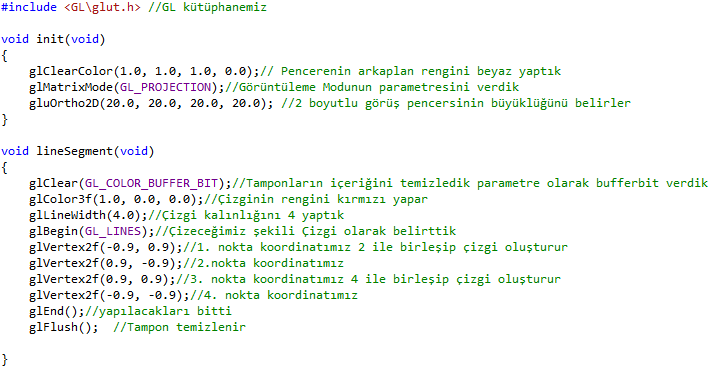 #include <GL\glut.h> //GL kütüphanemiz
void init(void)
{
glClearColor(1.0, 1.0, 1.0, 0.0);// Pencerenin arkaplan rengini beyaz yaptık
glMatrixMode(GL_PROJECTION);//Görüntüleme Modunun parametresini verdik
gluOrtho2D(20.0, 20.0, 20.0, 20.0); //2 boyutlu görüş pencersinin büyüklüğünü belirler
}
void lineSegment(void)
{
glClear(GL_COLOR_BUFFER_BIT);//Tamponların içeriğini temizledik parametre olarak bufferbit verdik
glColor3f(1.0, 0.0, 0.0);//Çizginin rengini kırmızı yapar
glLineWidth(4.0);//Çizgi kalınlığını 4 yaptık
glBegin(GL_LINES);//Çizeceğimiz şekili Çizgi olarak belirttik
glVertex2f(-0.9, 0.9);//1. nokta koordinatımız 2 ile birleşip çizgi oluşturur
glVertex2f(0.9, -0.9);//2.nokta koordinatımız
glVertex2f(0.9, 0.9);//3. nokta koordinatımız 4 ile birleşip çizgi oluşturur
glVertex2f(-0.9, -0.9);//4. nokta koordinatımız
glEnd();//yapılacakları bitti
glFlush();  //Tampon temizlenir
}